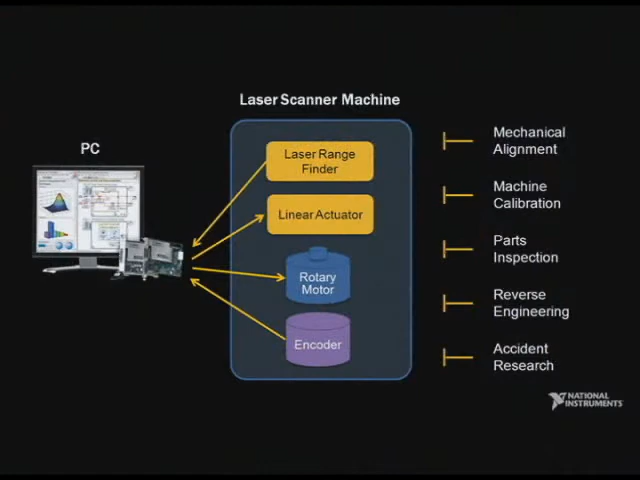 Laser Scanner Machine
PC
Laser Range
Finder
Linear Actuator
Rotary
Motor
Encoder
Mechanical
Alignment
Machine
Calibration
Parts
Inspection
Reverse
Engineering
Accident
Research
NATIONAL
INSTRUMENTS